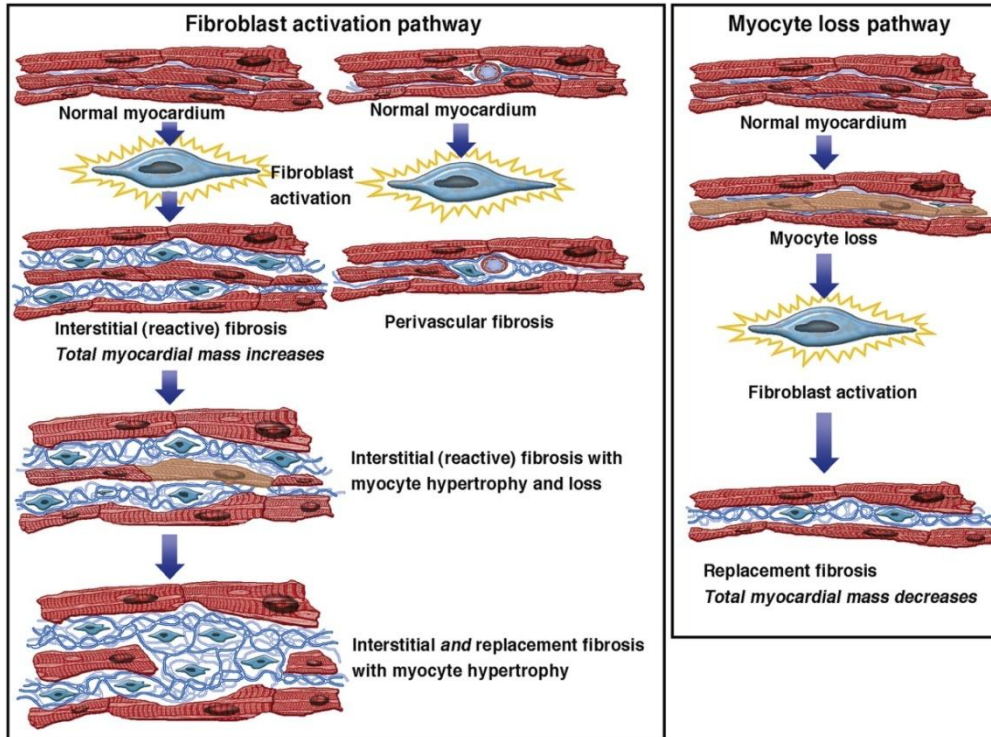 Fibroblast activation pathway
Normal myocardium
Normal myocardium
Fibroblast
activation
Interstitial (reactive) fibrosis
Total myocardial mass increases
Perivascular fibrosis
Interstitial (reactive) fibrosis with
myocyte hypertrophy and loss
Interstitial and replacement fibrosis
with myocyte hypertrophy
Myocyte loss pathway
Normal myocardium
Myocyte loss
Fibroblast activation
Replacement fibrosis
Total myocardial mass decreases